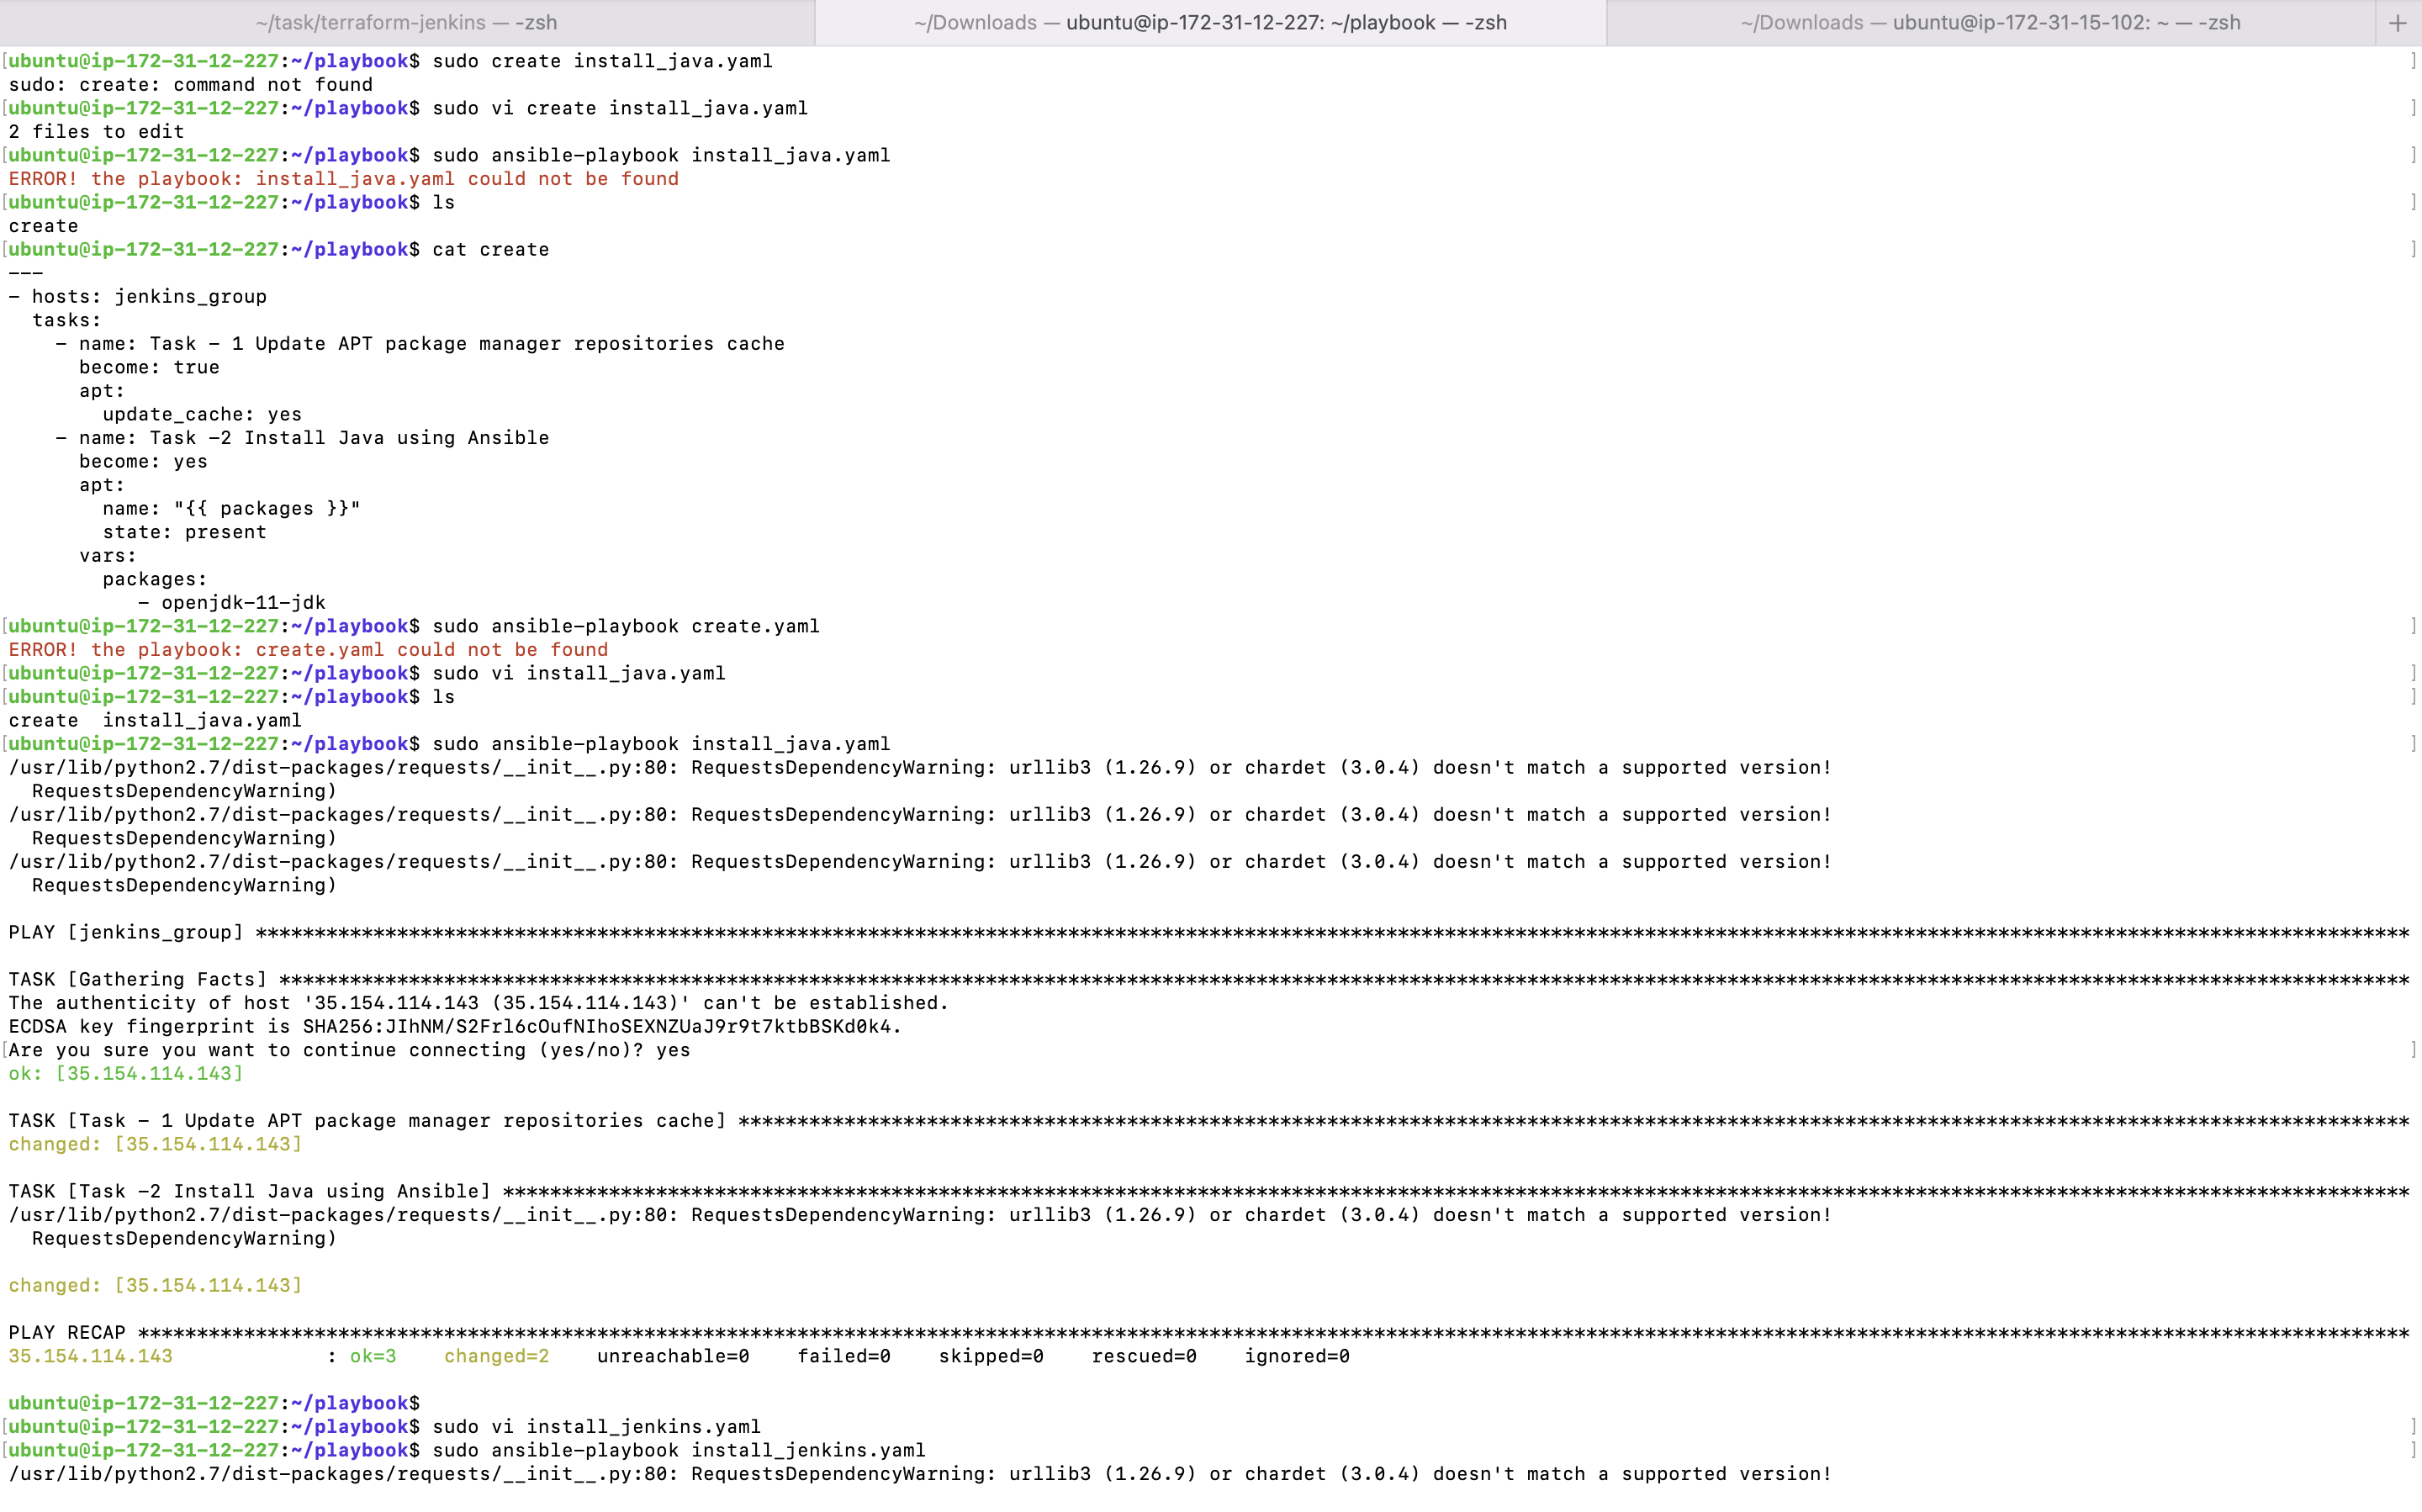 ~/task/terraform-jenkins — -zsh
~/Downloads — ubuntu@ip-172-31-12-227: ~/playbook — -zsh
~/Downloads — ubuntu@ip-172-31-15-102: ~ — -zsh
+
[ubuntu@ip-172-31-12-227:~/playbook$ sudo create install_java.yaml ]
sudo: create: command not found
[ubuntu@ip-172-31-12-227:~/playbook$ sudo vi create install_java.yaml ]
2 files to edit
[ubuntu@ip-172-31-12-227:~/playbook$ sudo ansible-playbook install_java.yaml ]
ERROR! the playbook: install_java.yaml could not be found
[ubuntu@ip-172-31-12-227:~/playbook$ ls ]
create
[ubuntu@ip-172-31-12-227:~/playbook$ cat create ]
---
- hosts: jenkins_group
  tasks:
    - name: Task - 1 Update APT package manager repositories cache
      become: true
      apt:
        update_cache: yes
    - name: Task -2 Install Java using Ansible
      become: yes
      apt:
        name: "{{ packages }}"
        state: present
      vars:
        packages:
           - openjdk-11-jdk
[ubuntu@ip-172-31-12-227:~/playbook$ sudo ansible-playbook create.yaml ]
ERROR! the playbook: create.yaml could not be found
[ubuntu@ip-172-31-12-227:~/playbook$ sudo vi install_java.yaml ]
[ubuntu@ip-172-31-12-227:~/playbook$ ls ]
create  install_java.yaml
[ubuntu@ip-172-31-12-227:~/playbook$ sudo ansible-playbook install_java.yaml ]
/usr/lib/python2.7/dist-packages/requests/__init__.py:80: RequestsDependencyWarning: urllib3 (1.26.9) or chardet (3.0.4) doesn't match a supported version!
  RequestsDependencyWarning)
/usr/lib/python2.7/dist-packages/requests/__init__.py:80: RequestsDependencyWarning: urllib3 (1.26.9) or chardet (3.0.4) doesn't match a supported version!
  RequestsDependencyWarning)
/usr/lib/python2.7/dist-packages/requests/__init__.py:80: RequestsDependencyWarning: urllib3 (1.26.9) or chardet (3.0.4) doesn't match a supported version!
  RequestsDependencyWarning)
PLAY [jenkins_group] ***************************************************************************************************************************************************************************************
TASK [Gathering Facts] *************************************************************************************************************************************************************************************
The authenticity of host '35.154.114.143 (35.154.114.143)' can't be established.
ECDSA key fingerprint is SHA256:JIhNM/S2Frl6cOufNIhoSEXNZUaJ9r9t7ktbBSKd0k4.
[Are you sure you want to continue connecting (yes/no)? yes ]
ok: [35.154.114.143]
TASK [Task - 1 Update APT package manager repositories cache] **********************************************************************************************************************************************
changed: [35.154.114.143]
TASK [Task -2 Install Java using Ansible] ******************************************************************************************************************************************************************
/usr/lib/python2.7/dist-packages/requests/__init__.py:80: RequestsDependencyWarning: urllib3 (1.26.9) or chardet (3.0.4) doesn't match a supported version!
  RequestsDependencyWarning)
changed: [35.154.114.143]
PLAY RECAP *************************************************************************************************************************************************************************************************
35.154.114.143             : ok=3    changed=2    unreachable=0    failed=0    skipped=0    rescued=0    ignored=0
ubuntu@ip-172-31-12-227:~/playbook$
[ubuntu@ip-172-31-12-227:~/playbook$ sudo vi install_jenkins.yaml ]
[ubuntu@ip-172-31-12-227:~/playbook$ sudo ansible-playbook install_jenkins.yaml ]
/usr/lib/python2.7/dist-packages/requests/__init__.py:80: RequestsDependencyWarning: urllib3 (1.26.9) or chardet (3.0.4) doesn't match a supported version!